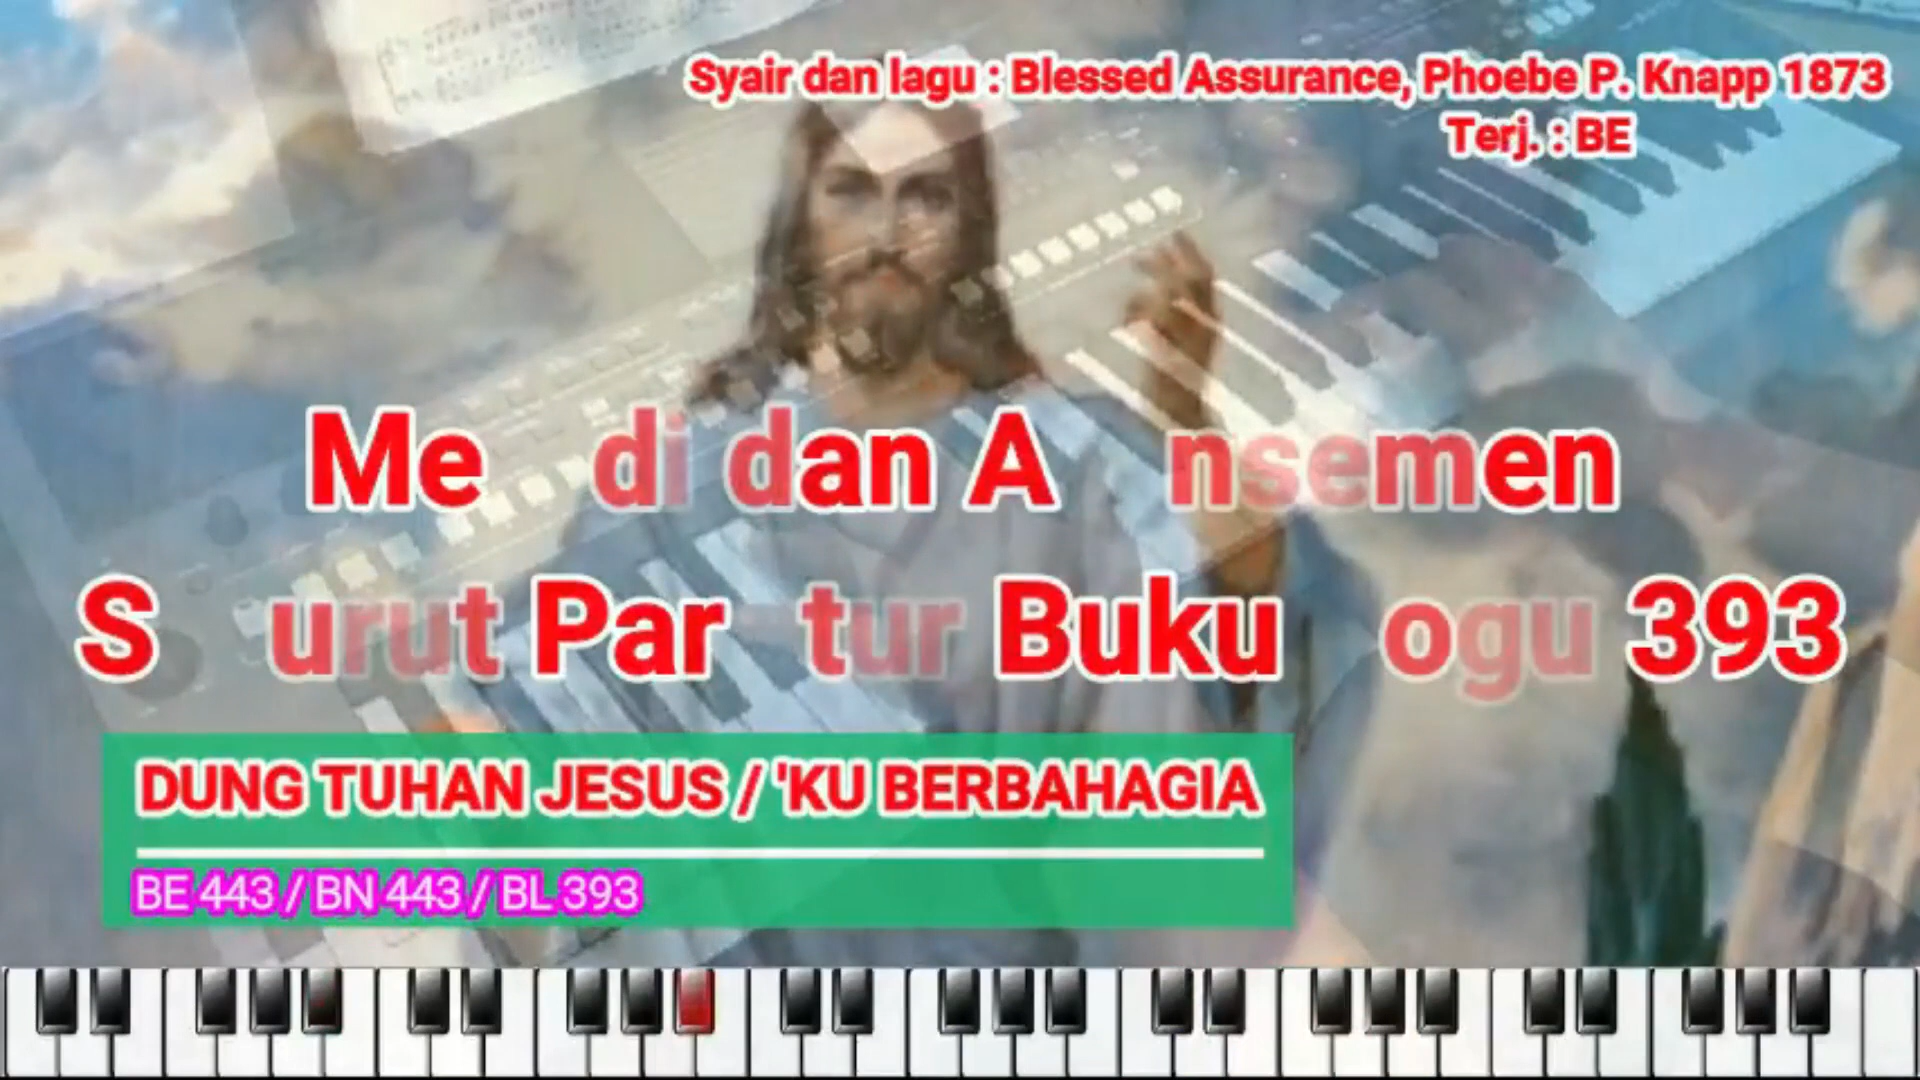 Syair dan lagu : Blessed Assurance, Phoebe P. Knapp 1873
Terj. : BE
Me di dan A nsemen
S urut Par tur Buku ogu 393
DUNG TUHAN JESUS / 'KU BERBAHAGIA
BE 443 / BN 443 / BL 393